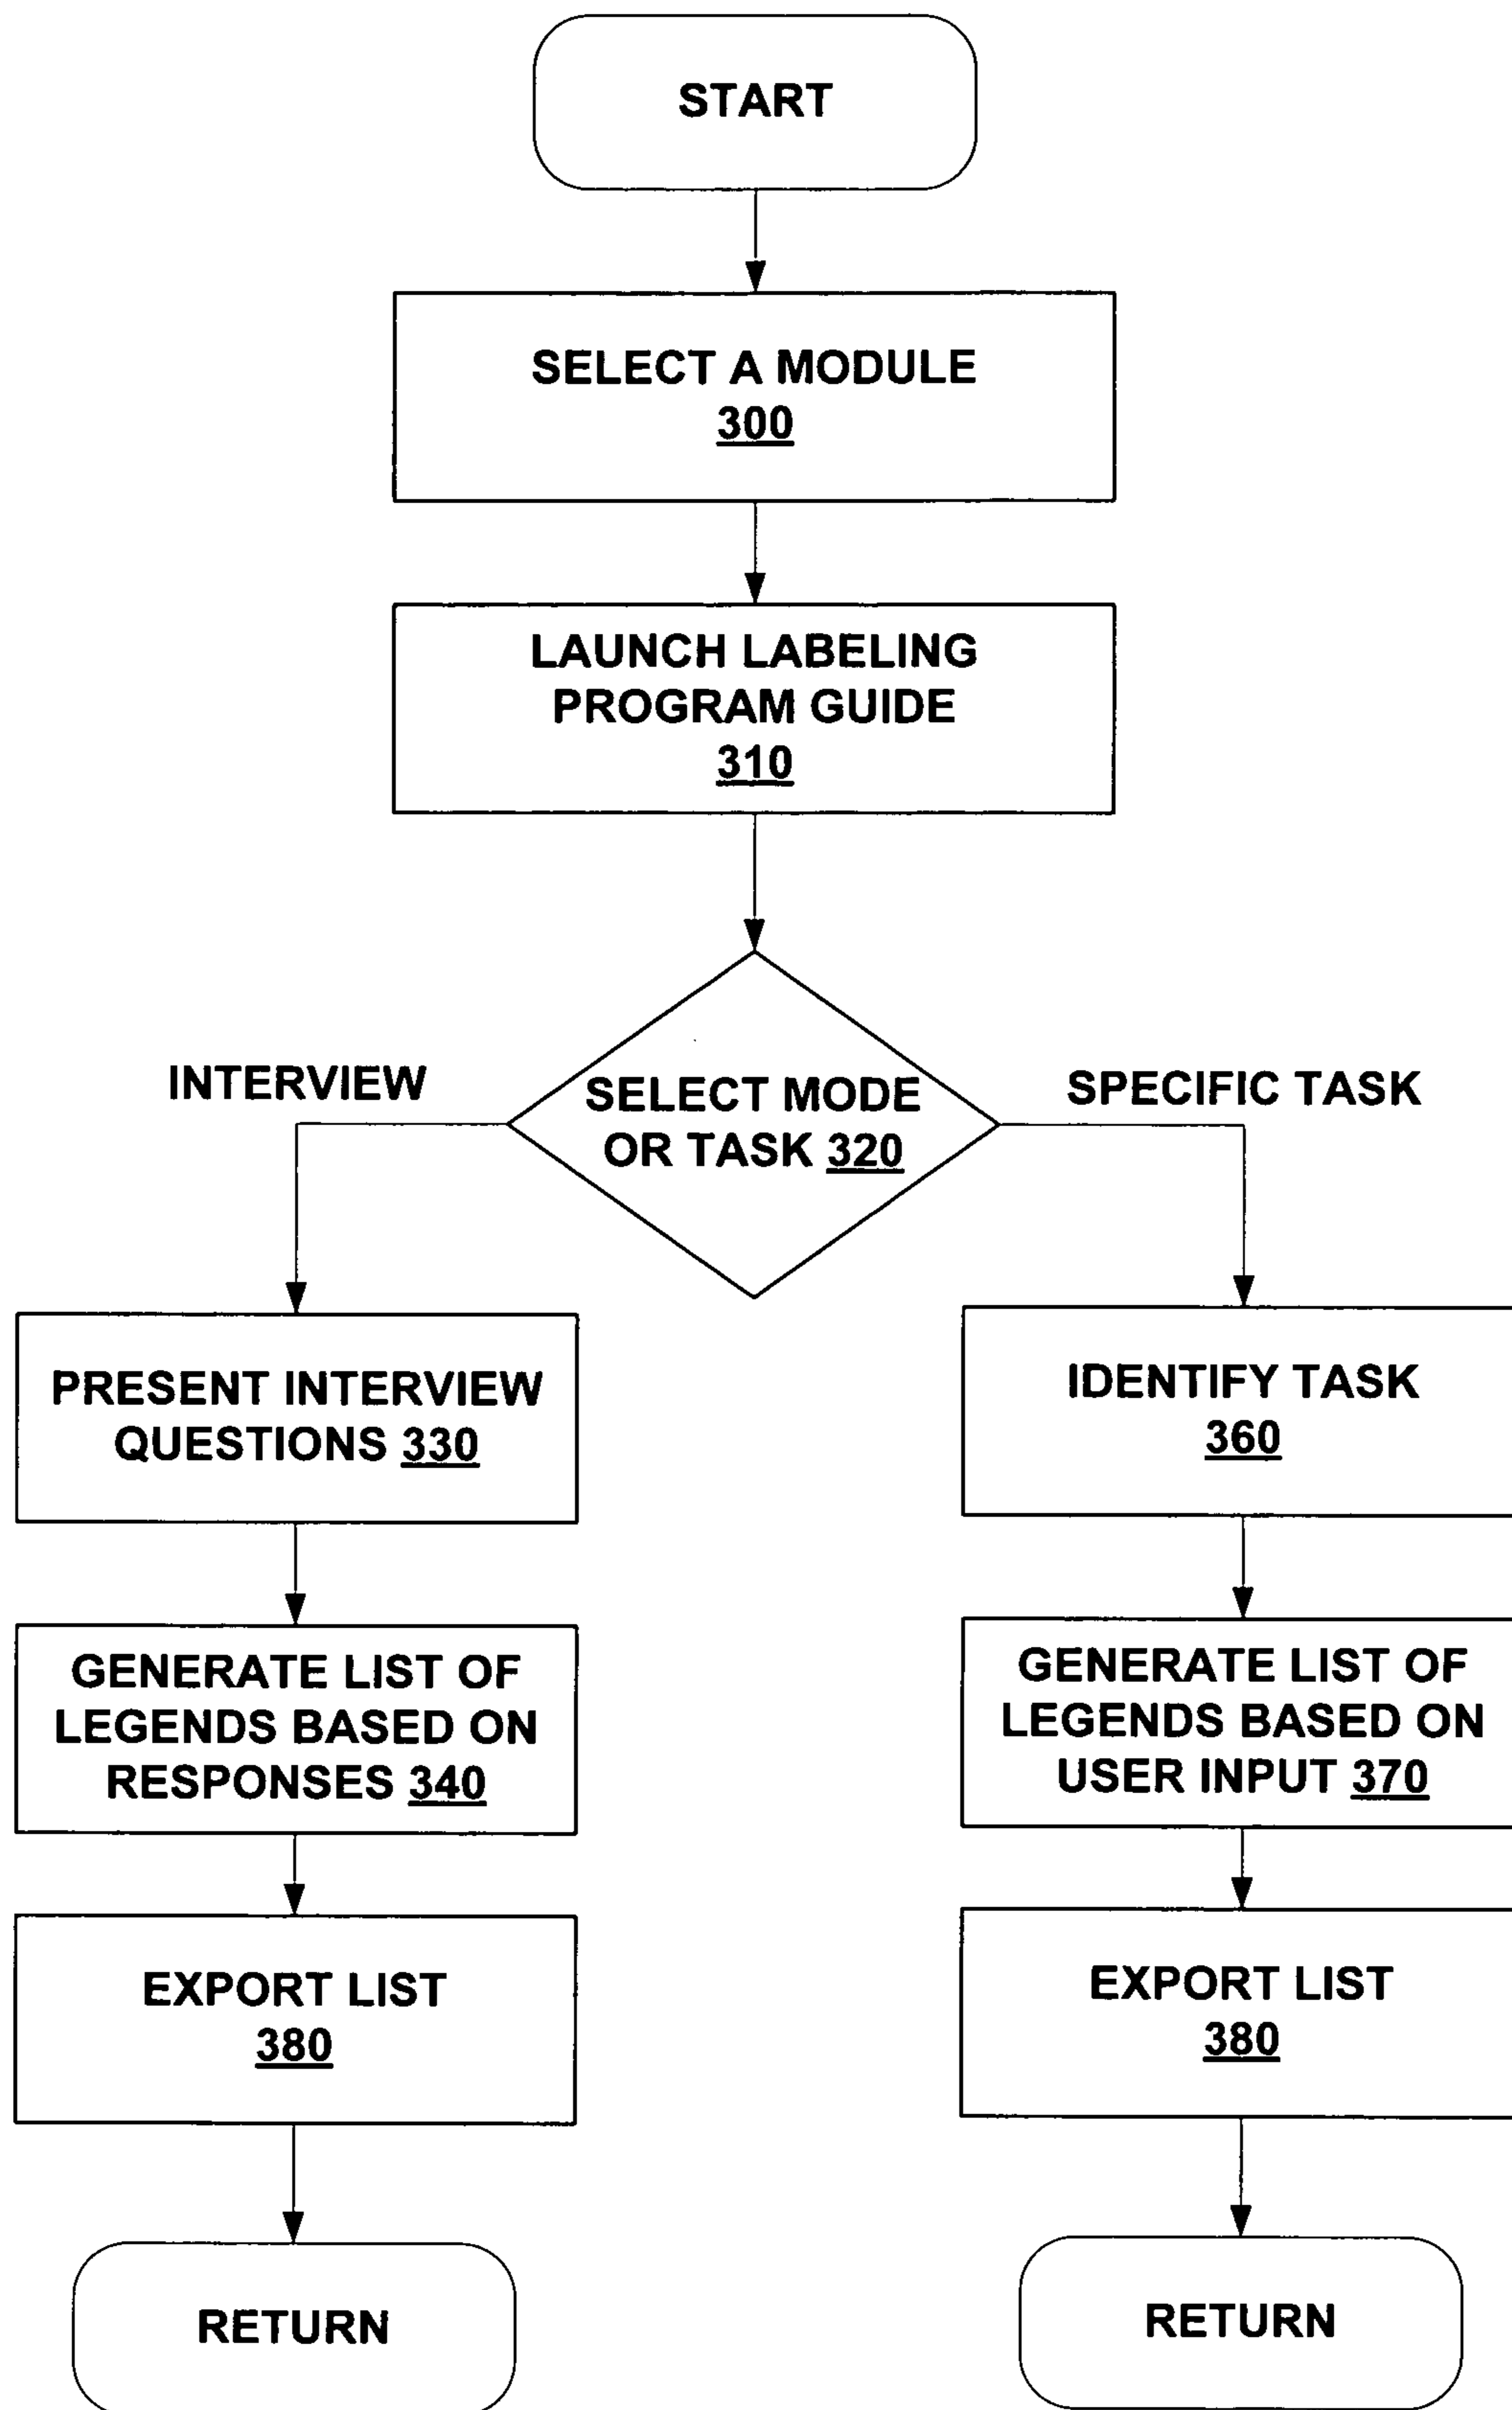 START
SELECT A MODULE
300
LAUNCH LABELING
PROGRAM GUIDE
310
INTERVIEW
SELECT MODE
OR TASK 320
SPECIFIC TASK
PRESENT INTERVIEW
QUESTIONS 330
GENERATE LIST OF
LEGENDS BASED ON
RESPONSES 340
EXPORT LIST
380
RETURN
IDENTIFY TASK
360
GENERATE LIST OF
LEGENDS BASED ON
USER INPUT 370
EXPORT LIST
380
RETURN